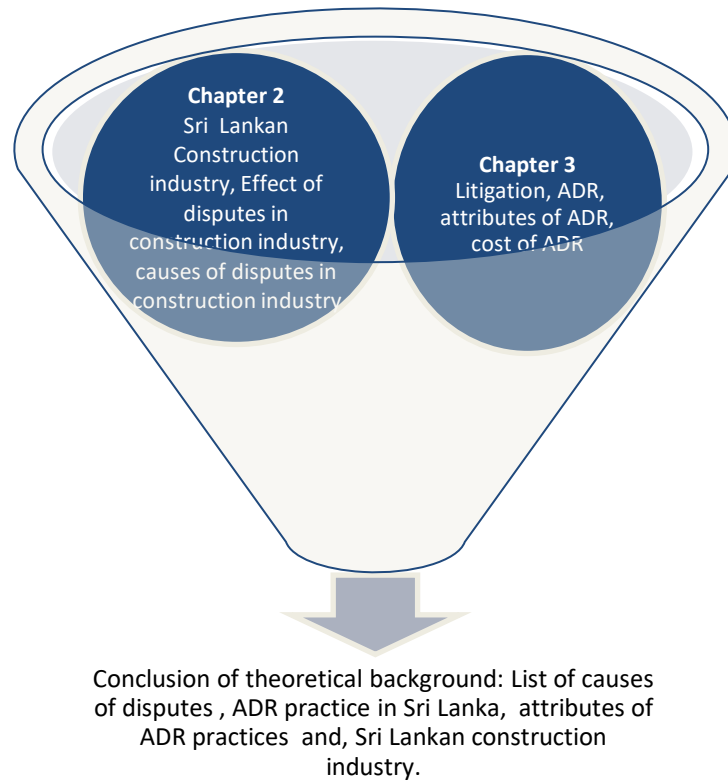 Chapter 2
Sri Lankan
Construction
industry, Effect of
disputes in
construction industry,
causes of disputes in
construction industry
Chapter 3
Litigation, ADR,
attributes of ADR,
cost of ADR
Conclusion of theoretical background: List of causes
of disputes , ADR practice in Sri Lanka, attributes of
ADR practices and, Sri Lankan construction
industry.